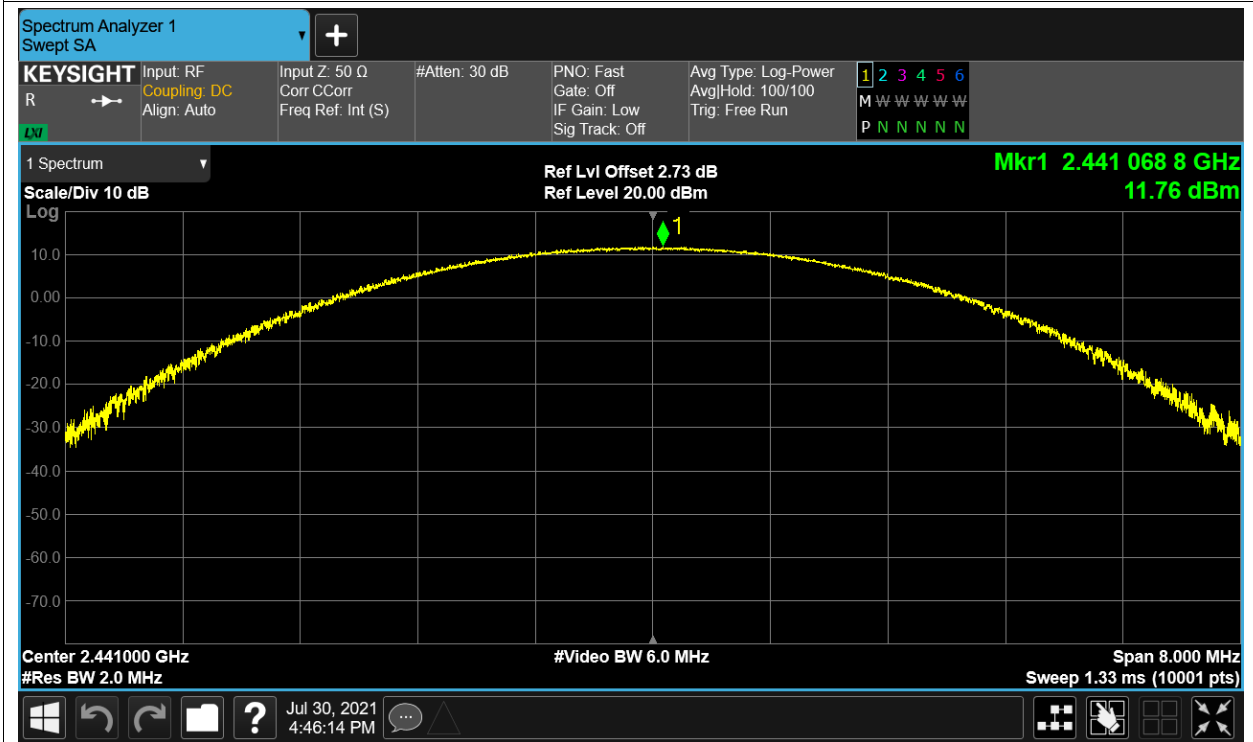 Spectrum Analyzer 1
Swept SA
+
KEYSIGHT
R
LXI
Input: RF
Coupling: DC
Align: Auto
Input Z: 50 Ω
Corr CCorr
Freq Ref: Int (S)
#Atten: 30 dB
PNO: Fast
Gate: Off
IF Gain: Low
Sig Track: Off
Avg Type: Log-Power
Avg|Hold: 100/100
Trig: Free Run
1 2 3 4 5 6
M W W W W W
P N N N N N
1 Spectrum
Scale/Div 10 dB
Log
Ref Lvl Offset 2.73 dB
Ref Level 20.00 dBm
Mkr1 2.441 068 8 GHz
11.76 dBm
1
10.0
0.00
-10.0
-20.0
-30.0
-40.0
-50.0
-60.0
-70.0
Center 2.441000 GHz
#Res BW 2.0 MHz
#Video BW 6.0 MHz
Span 8.000 MHz
Sweep 1.33 ms (10001 pts)
?
Jul 30, 2021
4:46:14 PM